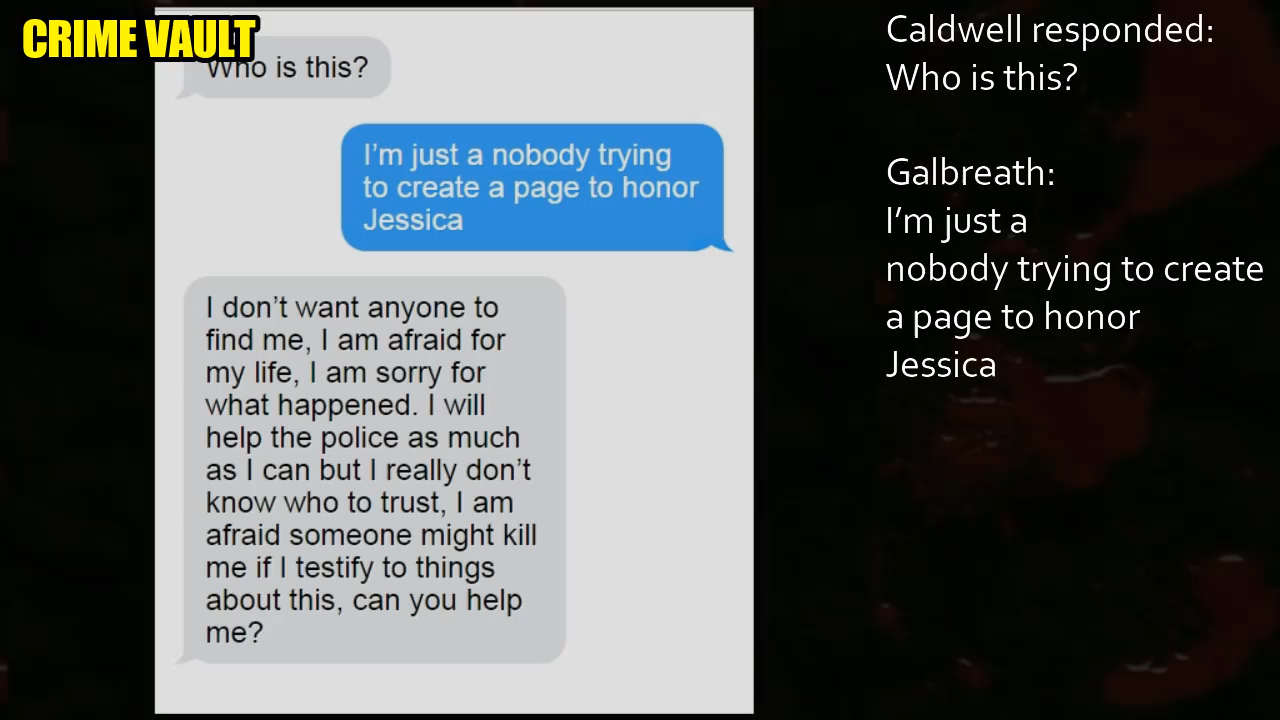 CRIME VAULT
Who is this?
I'm just a nobody trying
to create a page to honor
Jessica
I don't want anyone to
find me, I am afraid for
my life, I am sorry for
what happened. I will
help the police as much
as I can but I really don't
know who to trust, I am
afraid someone might kill
me if I testify to things
about this, can you help
me?
Caldwell responded:
Who is this?
Galbreath:
I'm just a
nobody trying to create
a page to honor
Jessica